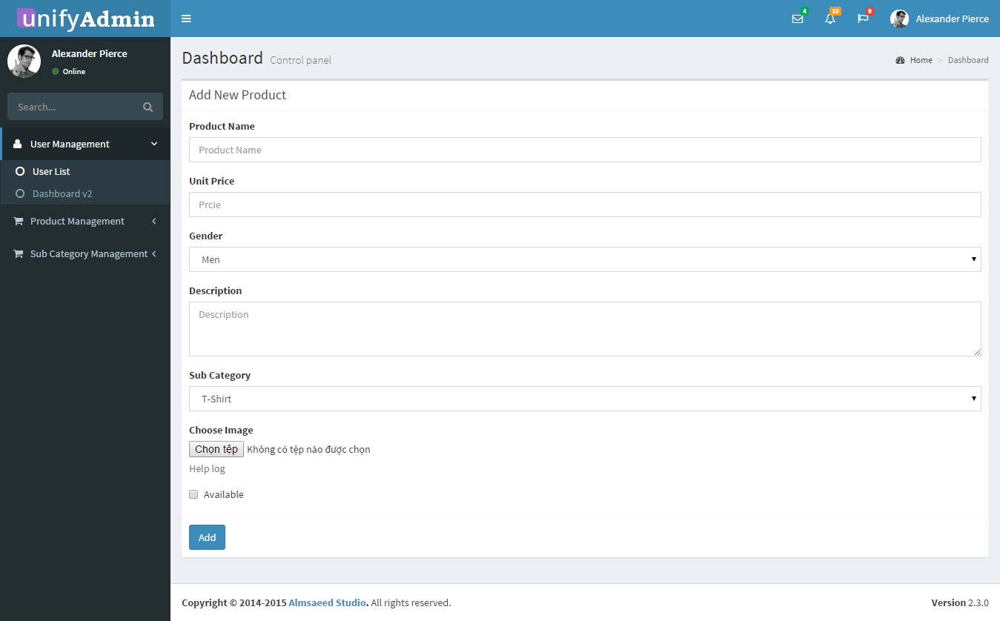 unifyAdmin
4
10
9
Alexander Pierce
Alexander Pierce
Online
Search...
User Management
User List
Dashboard v2
Product Management
Sub Category Management
Dashboard Control panel
Home > Dashboard
Add New Product
Product Name
Product Name
Unit Price
Prcie
Gender
Men
Description
Description
Sub Category
T-Shirt
Choose Image
Chọn tệp Không có tệp nào được chọn
Help log
Available
Add
Copyright © 2014-2015 Almsaeed Studio. All rights reserved.
Version 2.3.0